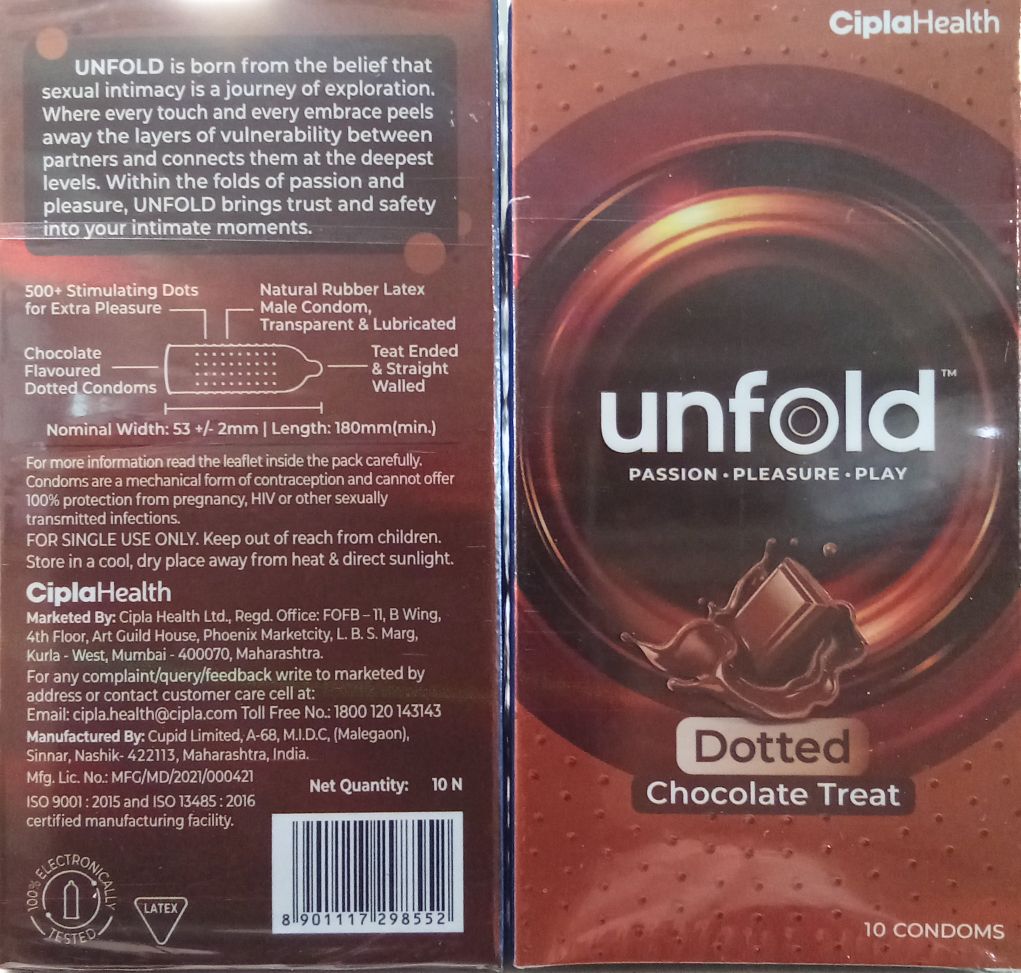 UNFOLD is born from the belief that
sexual intimacy is a journey of exploration.
Where every touch and every embrace peels
away the layers of vulnerability between
partners and connects them at the deepest
levels. Within the folds of passion and
pleasure, UNFOLD brings trust and safety
into your intimate moments.
500+ Stimulating Dots
for Extra Pleasure
Natural Rubber Latex
Male Condom,
Transparent & Lubricated
Chocolate
Flavoured
Dotted Condoms
Teat Ended
& Straight
Walled
Nominal Width: 53 +/- 2mm | Length: 180mm(min.)
For more information read the leaflet inside the pack carefully.
Condoms are a mechanical form of contraception and cannot offer
100% protection from pregnancy, HIV or other sexually
transmitted infections.
FOR SINGLE USE ONLY. Keep out of reach from children.
Store in a cool, dry place away from heat & direct sunlight.
CiplaHealth
Marketed By: Cipla Health Ltd., Regd. Office: FOFB – 11, B Wing,
4th Floor, Art Guild House, Phoenix Marketcity, L. B. S. Marg,
Kurla - West, Mumbai - 400070, Maharashtra.
For any complaint/query/feedback write to marketed by
address or contact customer care cell at:
Email: cipla.health@cipla.com Toll Free No.: 1800 120 143143
Manufactured By: Cupid Limited, A-68, M.I.D.C, (Malegaon),
Sinnar, Nashik- 422113, Maharashtra, India.
Mfg. Lic. No.: MFG/MD/2021/000421
Net Quantity: 10 N
ISO 9001 : 2015 and ISO 13485 : 2016
certified manufacturing facility.
100% ELECTRONICALLY
TESTED
LATEX
8 901117 298552
CiplaHealth
unfold™
PASSION · PLEASURE · PLAY
Dotted
Chocolate Treat
10 CONDOMS